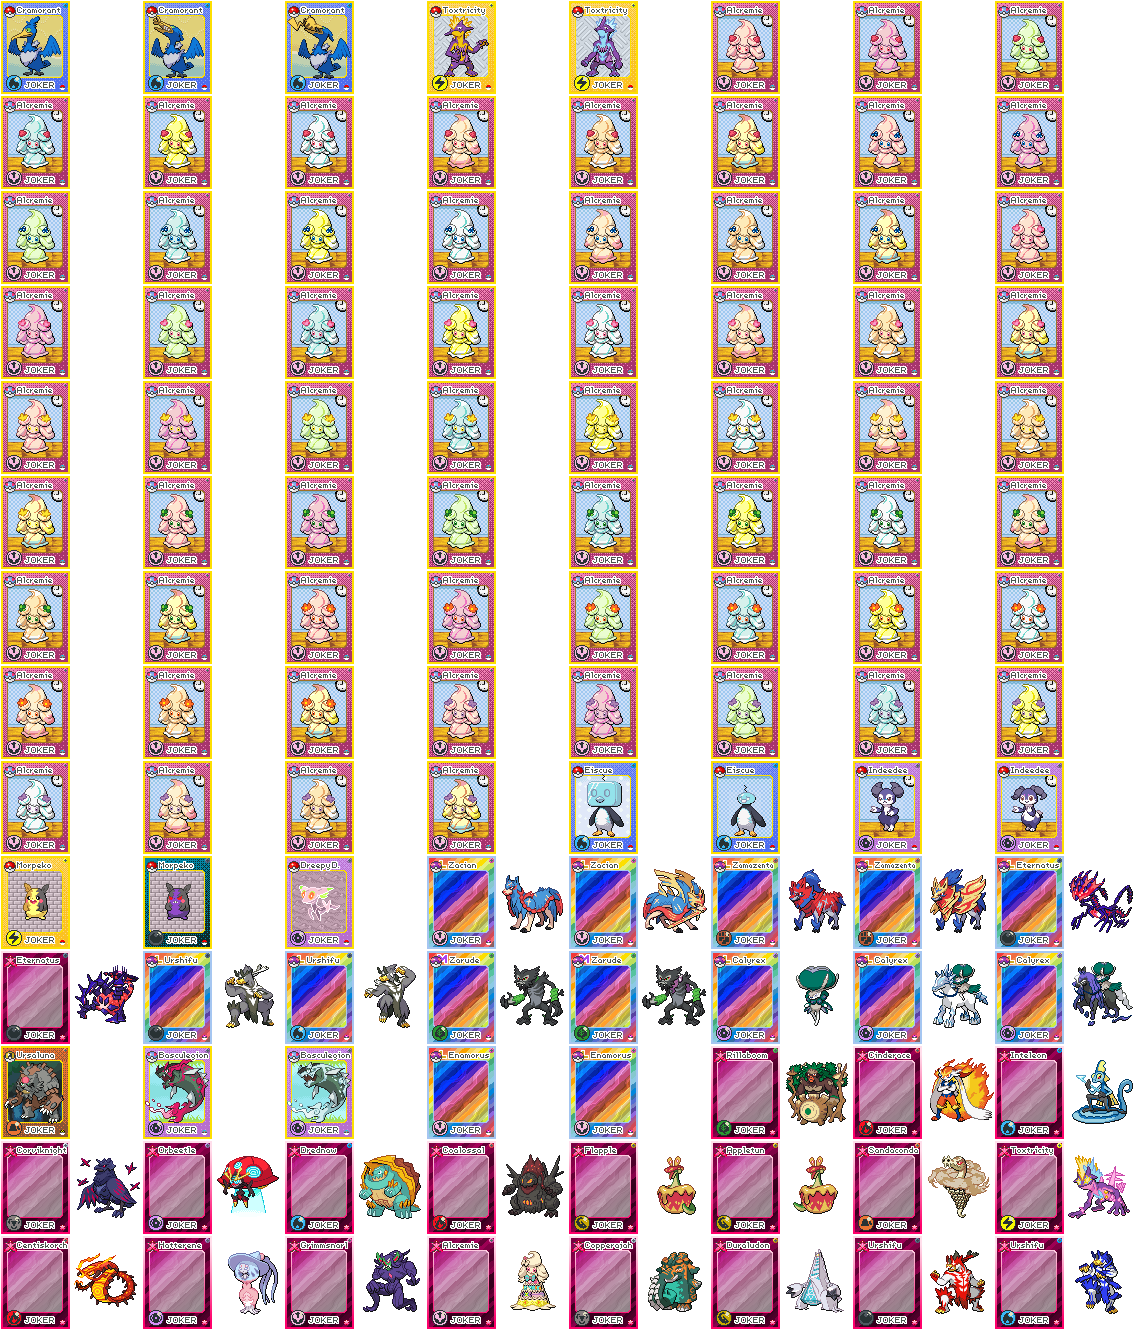 Cramorant Cramorant Cramorant Toxtricity Toxtricity Alcremie Alcremie Alcremie
JOKER JOKER JOKER JOKER JOKER JOKER JOKER JOKER
Alcremie Alcremie Alcremie Alcremie Alcremie Alcremie Alcremie Alcremie
JOKER JOKER JOKER JOKER JOKER JOKER JOKER JOKER
Alcremie Alcremie Alcremie Alcremie Alcremie Alcremie Alcremie Alcremie
JOKER JOKER JOKER JOKER JOKER JOKER JOKER JOKER
Alcremie Alcremie Alcremie Alcremie Alcremie Alcremie Alcremie Alcremie
JOKER JOKER JOKER JOKER JOKER JOKER JOKER JOKER
Alcremie Alcremie Alcremie Alcremie Alcremie Alcremie Alcremie Alcremie
JOKER JOKER JOKER JOKER JOKER JOKER JOKER JOKER
Alcremie Alcremie Alcremie Alcremie Alcremie Alcremie Alcremie Alcremie
JOKER JOKER JOKER JOKER JOKER JOKER JOKER JOKER
Alcremie Alcremie Alcremie Alcremie Alcremie Alcremie Alcremie Alcremie
JOKER JOKER JOKER JOKER JOKER JOKER JOKER JOKER
Alcremie Alcremie Alcremie Alcremie Alcremie Alcremie Alcremie Alcremie
JOKER JOKER JOKER JOKER JOKER JOKER JOKER JOKER
Alcremie Alcremie Alcremie Alcremie Eiscue Eiscue Indeedee Indeedee
JOKER JOKER JOKER JOKER JOKER JOKER JOKER JOKER
Morpeko Morpeko Dreepy D. Zacian Zacian Zamazenta Zamazenta Eternatus
JOKER JOKER JOKER JOKER JOKER JOKER JOKER JOKER
Eternatus Urshifu Urshifu Zarude Zarude Calyrex Calyrex Calyrex
JOKER JOKER JOKER JOKER JOKER JOKER JOKER JOKER
Ursaluna Basculegion Basculegion Enamorus Enamorus Rillaboom Cinderace Inteleon
JOKER JOKER JOKER JOKER JOKER JOKER JOKER JOKER
Corviknight Orbeetle Drednaw Coalossal Flapple Appletun Sandaconda Toxtricity
JOKER JOKER JOKER JOKER JOKER JOKER JOKER JOKER
Centiskorch Hatterene Grimmsnarl Alcremie Copperajah Duraludon Urshifu Urshifu
JOKER JOKER JOKER JOKER JOKER JOKER JOKER JOKER